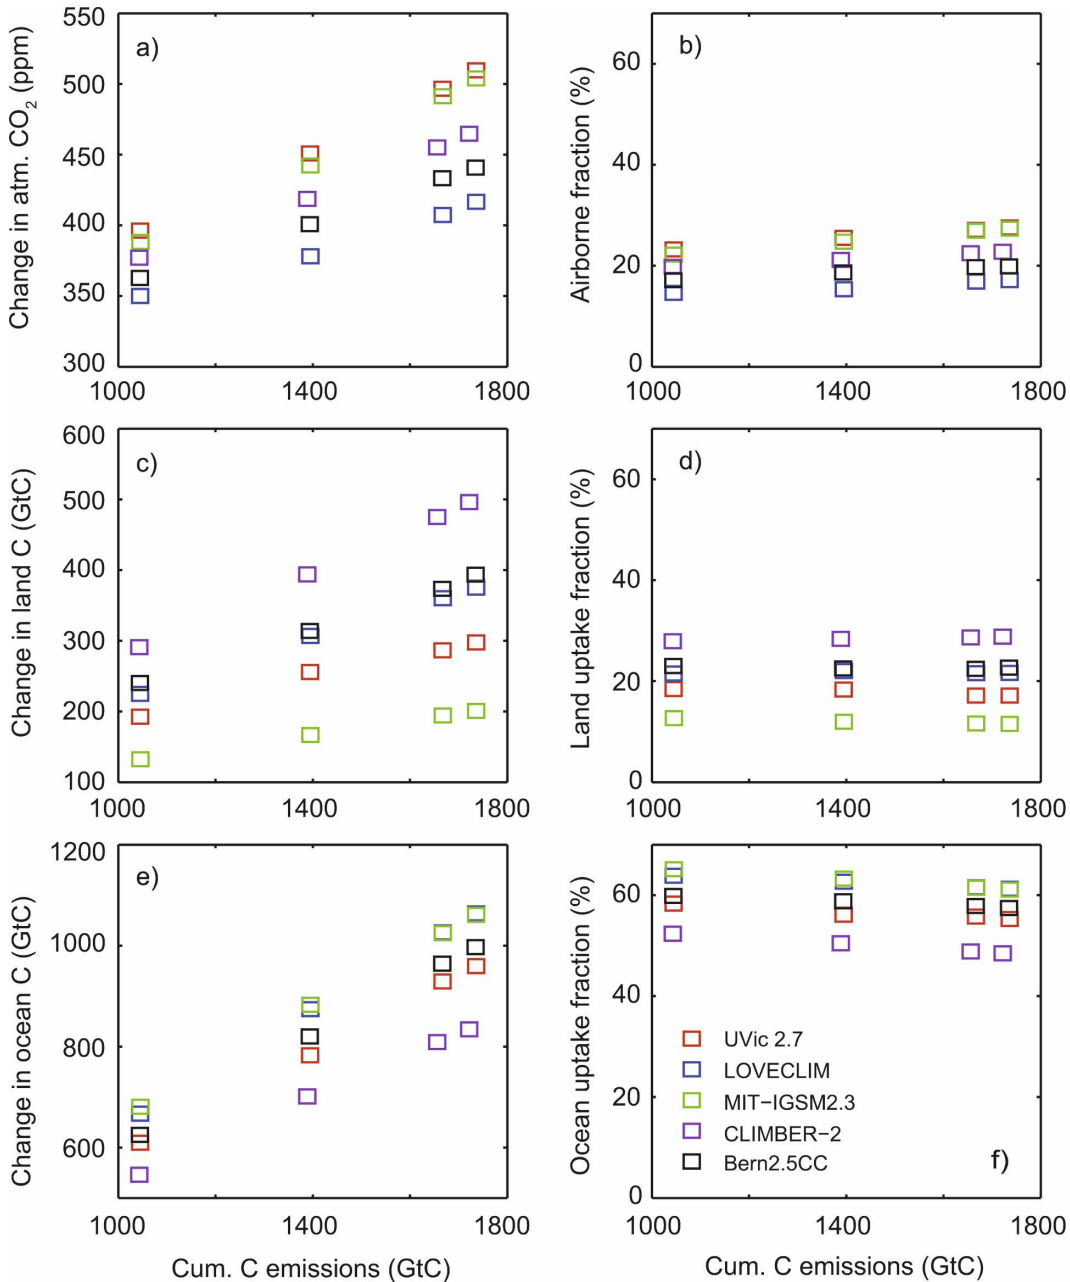 550
500
450
400
350
300
1000
1400
1800
Change in atm. CO2 (ppm)
a)
60
40
20
0
1000
1400
1800
Airborne fraction (%)
b)
600
500
400
300
200
100
1000
1400
1800
Change in land C (GtC)
c)
60
40
20
0
1000
1400
1800
Land uptake fraction (%)
d)
1200
1000
800
600
1000
1400
1800
Change in ocean C (GtC)
e)
Cum. C emissions (GtC)
60
40
20
0
1000
1400
1800
Ocean uptake fraction (%)
UVic 2.7
LOVECLIM
MIT−IGSM2.3
CLIMBER−2
Bern2.5CC
f)
Cum. C emissions (GtC)